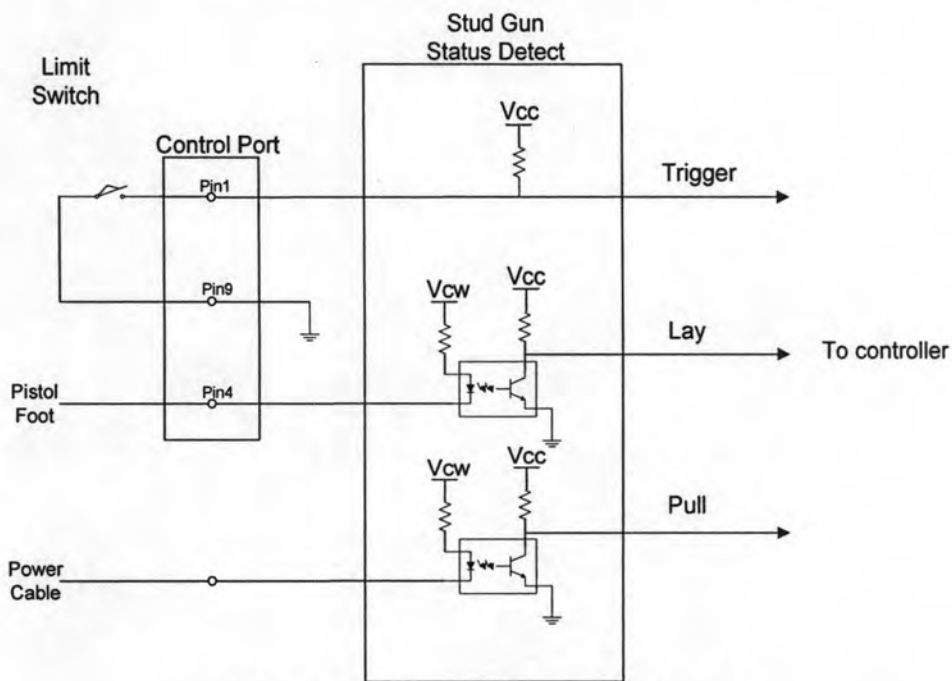 Stud Gun
Status Detect
Limit
Switch
Vcc
Control Port
Pin1
Trigger
Pin9
Vcw
Vcc
Lay
To controller
Pistol
Foot
Pin4
Vcw
Vcc
Pull
Power
Cable